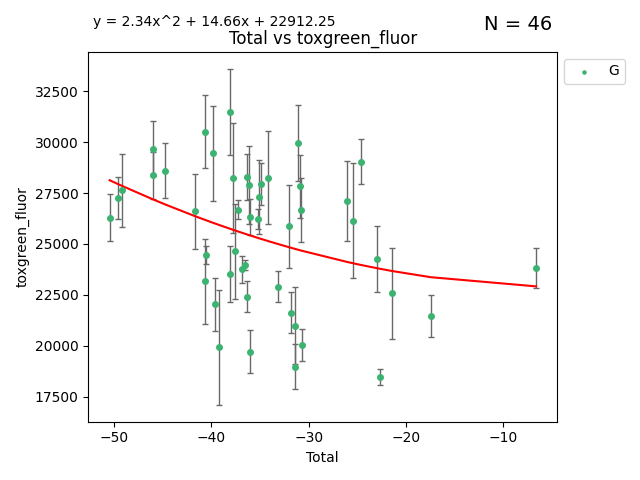 y = 2.34x^2 + 14.66x + 22912.25
N = 46
Total vs toxgreen_fluor
G
32500
30000
27500
25000
22500
20000
17500
toxgreen_fluor
−50
−40
−30
−20
−10
Total